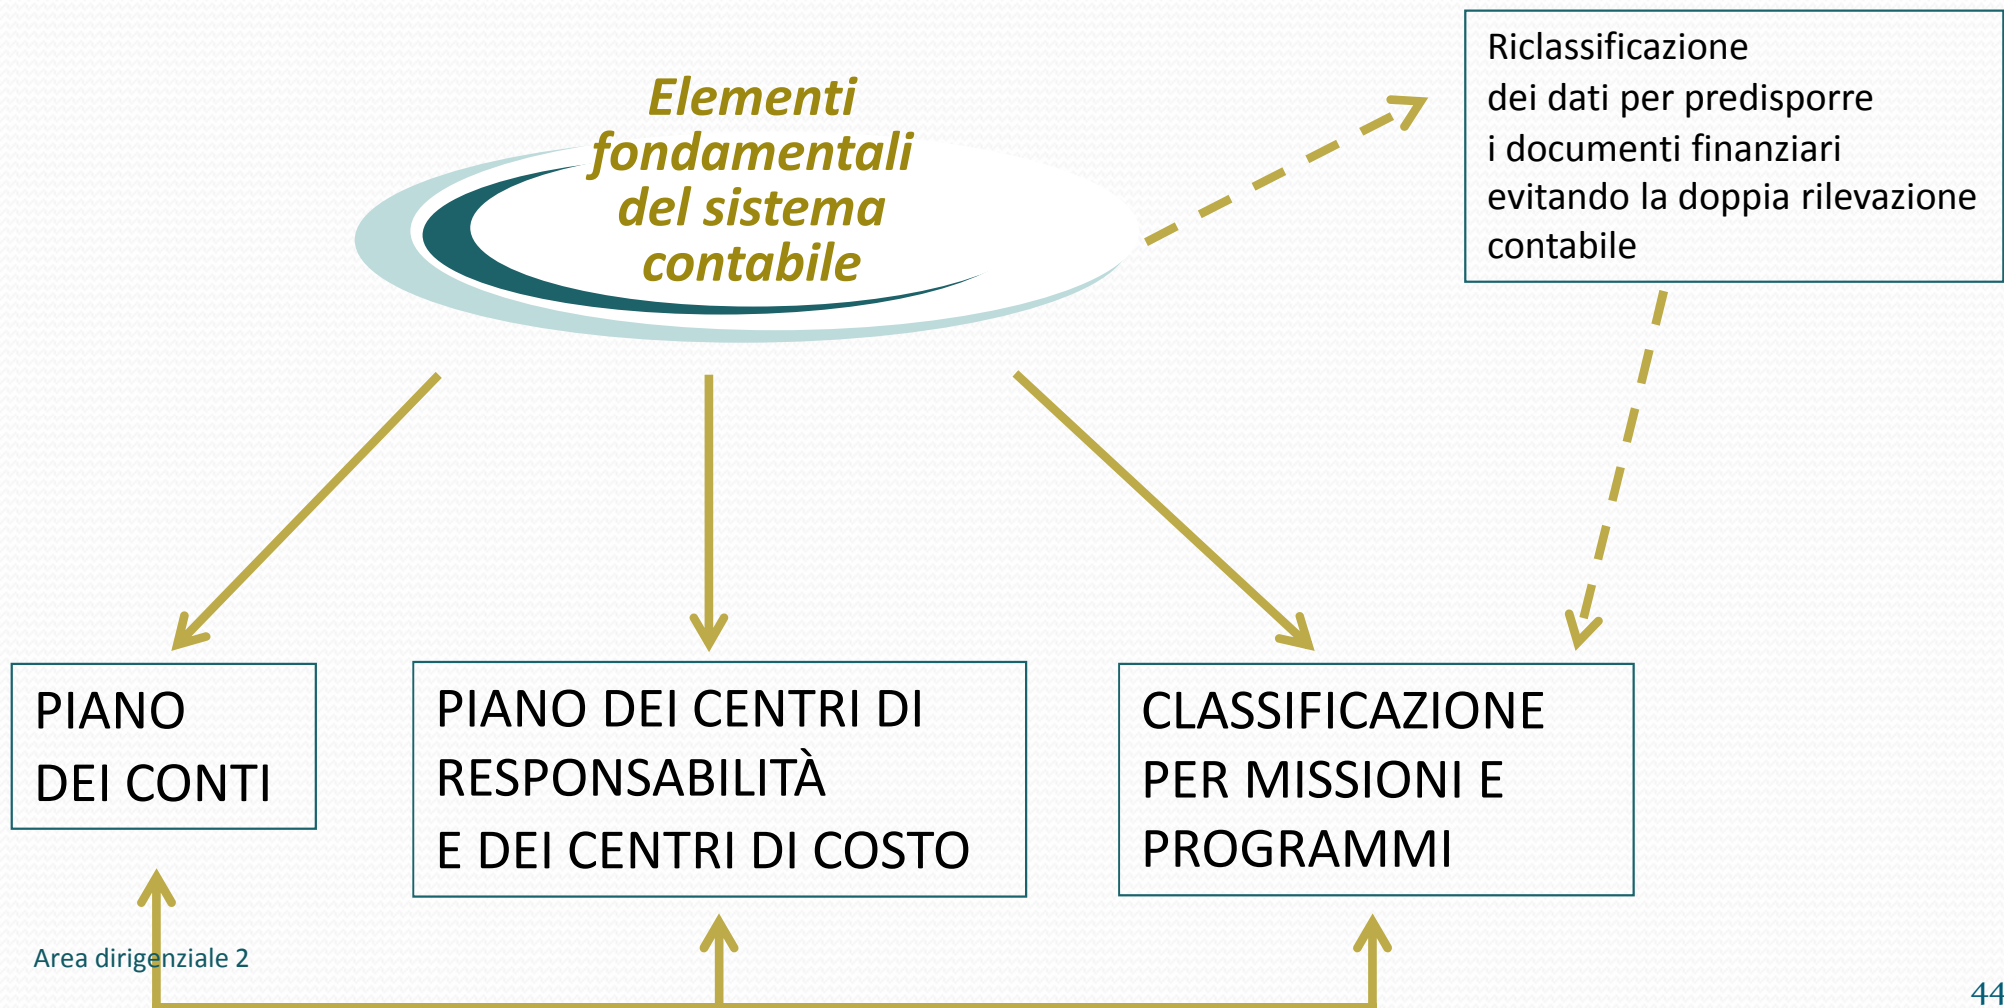 Elementi
fondamentali
del sistema
contabile
Riclassificazione
dei dati per predisporre
i documenti finanziari
evitando la doppia rilevazione
contabile
PIANO
DEI CONTI
PIANO DEI CENTRI DI
RESPONSABILITÀ
E DEI CENTRI DI COSTO
CLASSIFICAZIONE
PER MISSIONI E
PROGRAMMI
Area dirigenziale 2
44